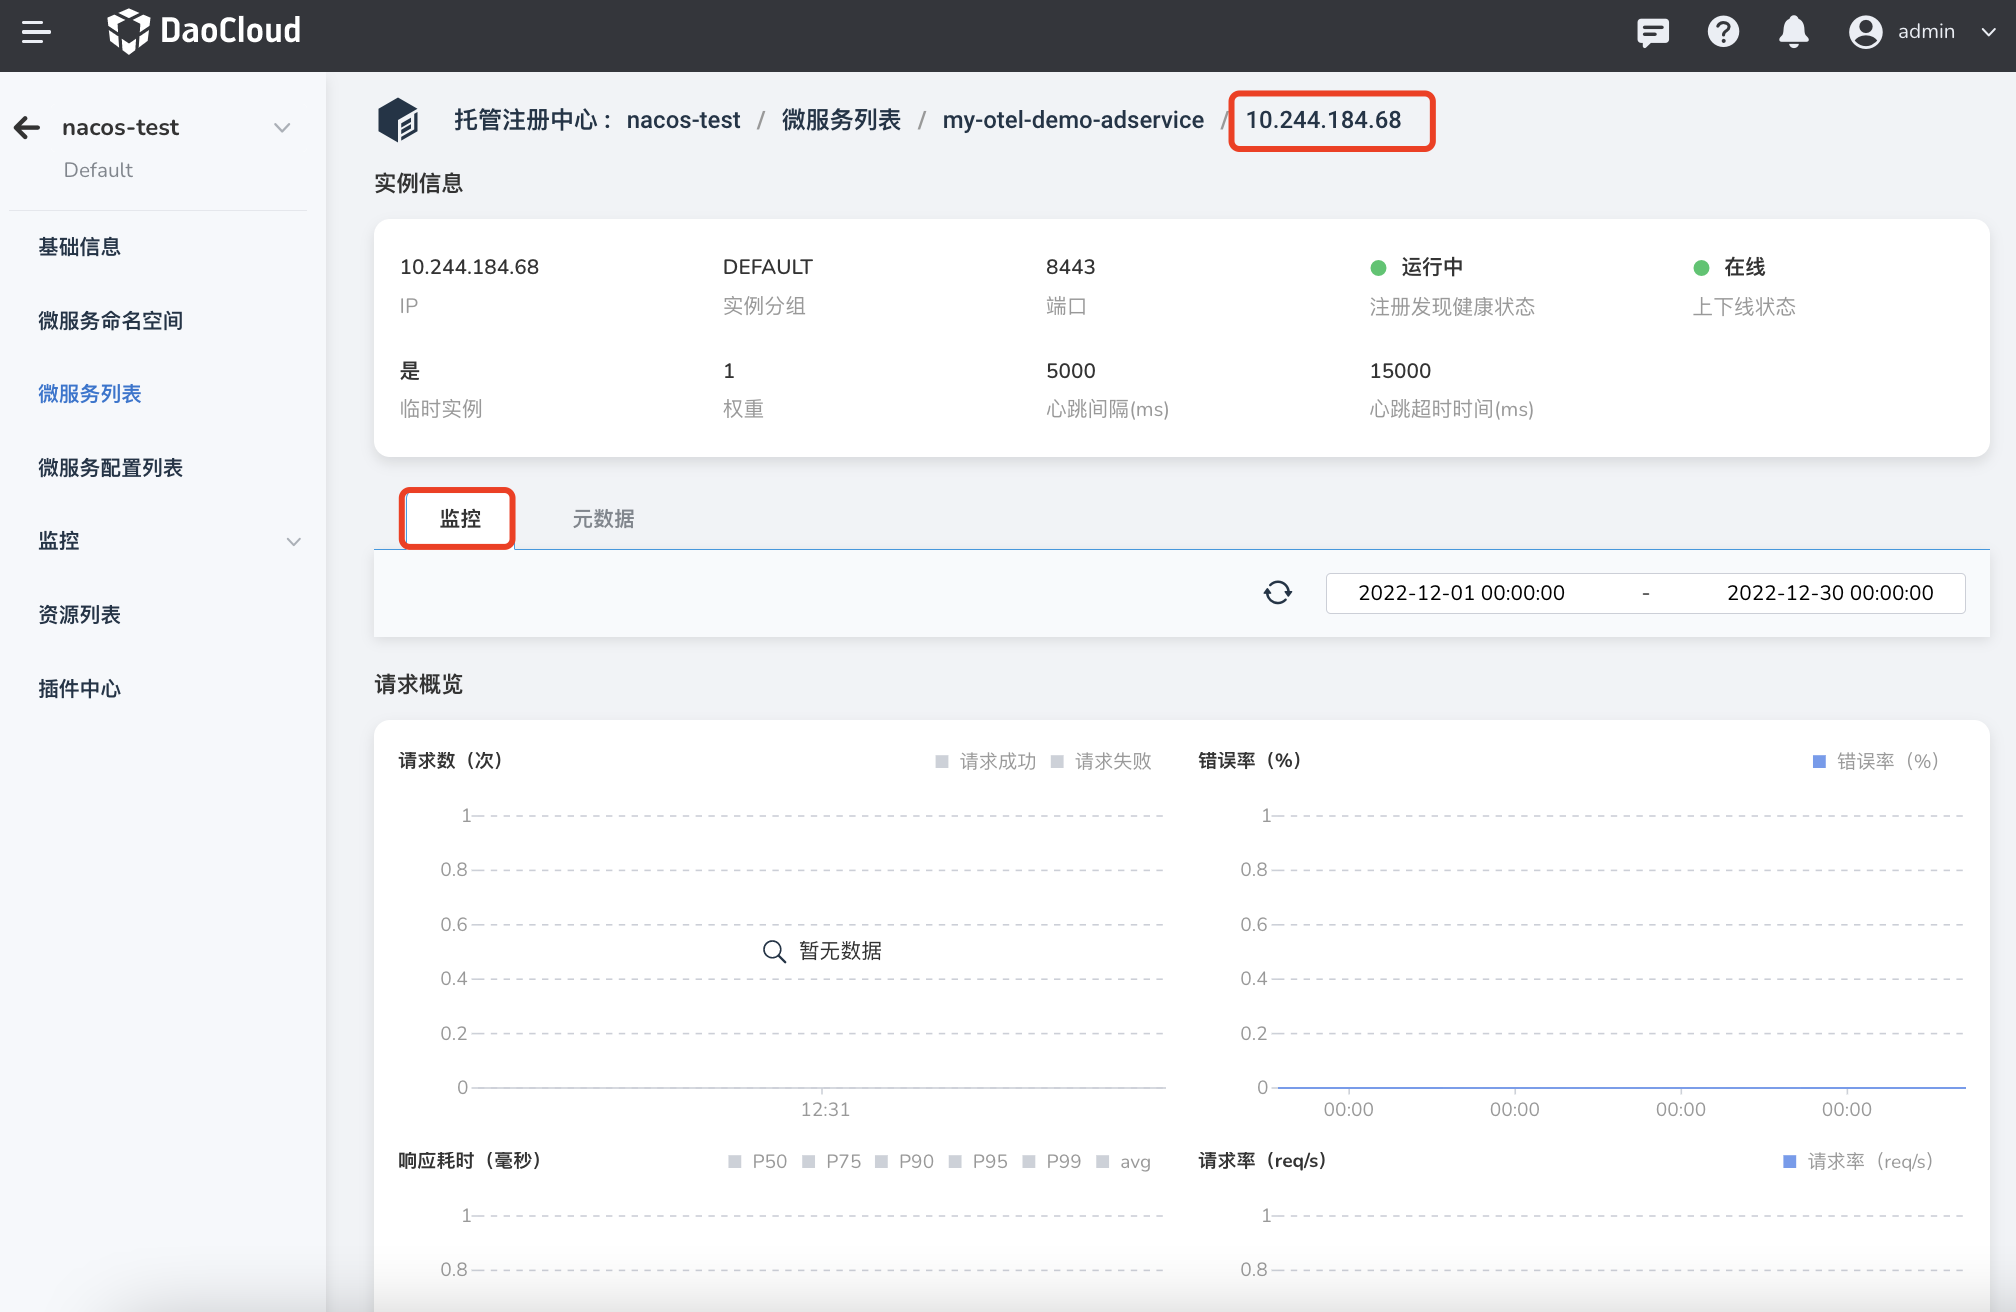 DaoCloud
admin
nacos-test
Default
基础信息
微服务命名空间
微服务列表
微服务配置列表
监控
资源列表
插件中心
托管注册中心： nacos-test / 微服务列表 / my-otel-demo-adservice / 10.244.184.68
实例信息
10.244.184.68 DEFAULT 8443 运行中 在线
IP 实例分组 端口 注册发现健康状态 上下线状态
是 1 5000 15000
临时实例 权重 心跳间隔(ms) 心跳超时时间(ms)
监控 元数据
2022-12-01 00:00:00 - 2022-12-30 00:00:00
请求概览
请求数（次） 请求成功 请求失败
1
0.8
0.6
暂无数据
0.4
0.2
0
12:31
错误率（%） 错误率（%）
1
0.8
0.6
0.4
0.2
0
00:00 00:00 00:00 00:00
响应耗时（毫秒） P50 P75 P90 P95 P99 avg
1
0.8
请求率（req/s） 请求率（req/s）
1
0.8